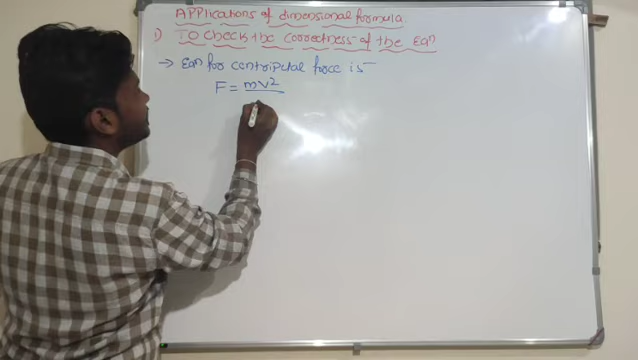 Applications of dimensional formula
1) To check the correctness of the Eqn
→ Eqn for centripetal force is -
F = mv²